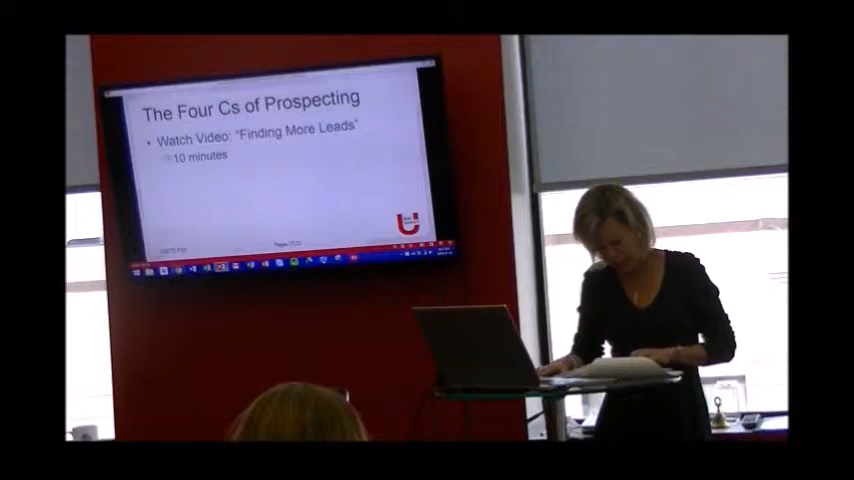 The Four Cs of Prospecting
• Watch Video: "Finding More Leads"
10 minutes